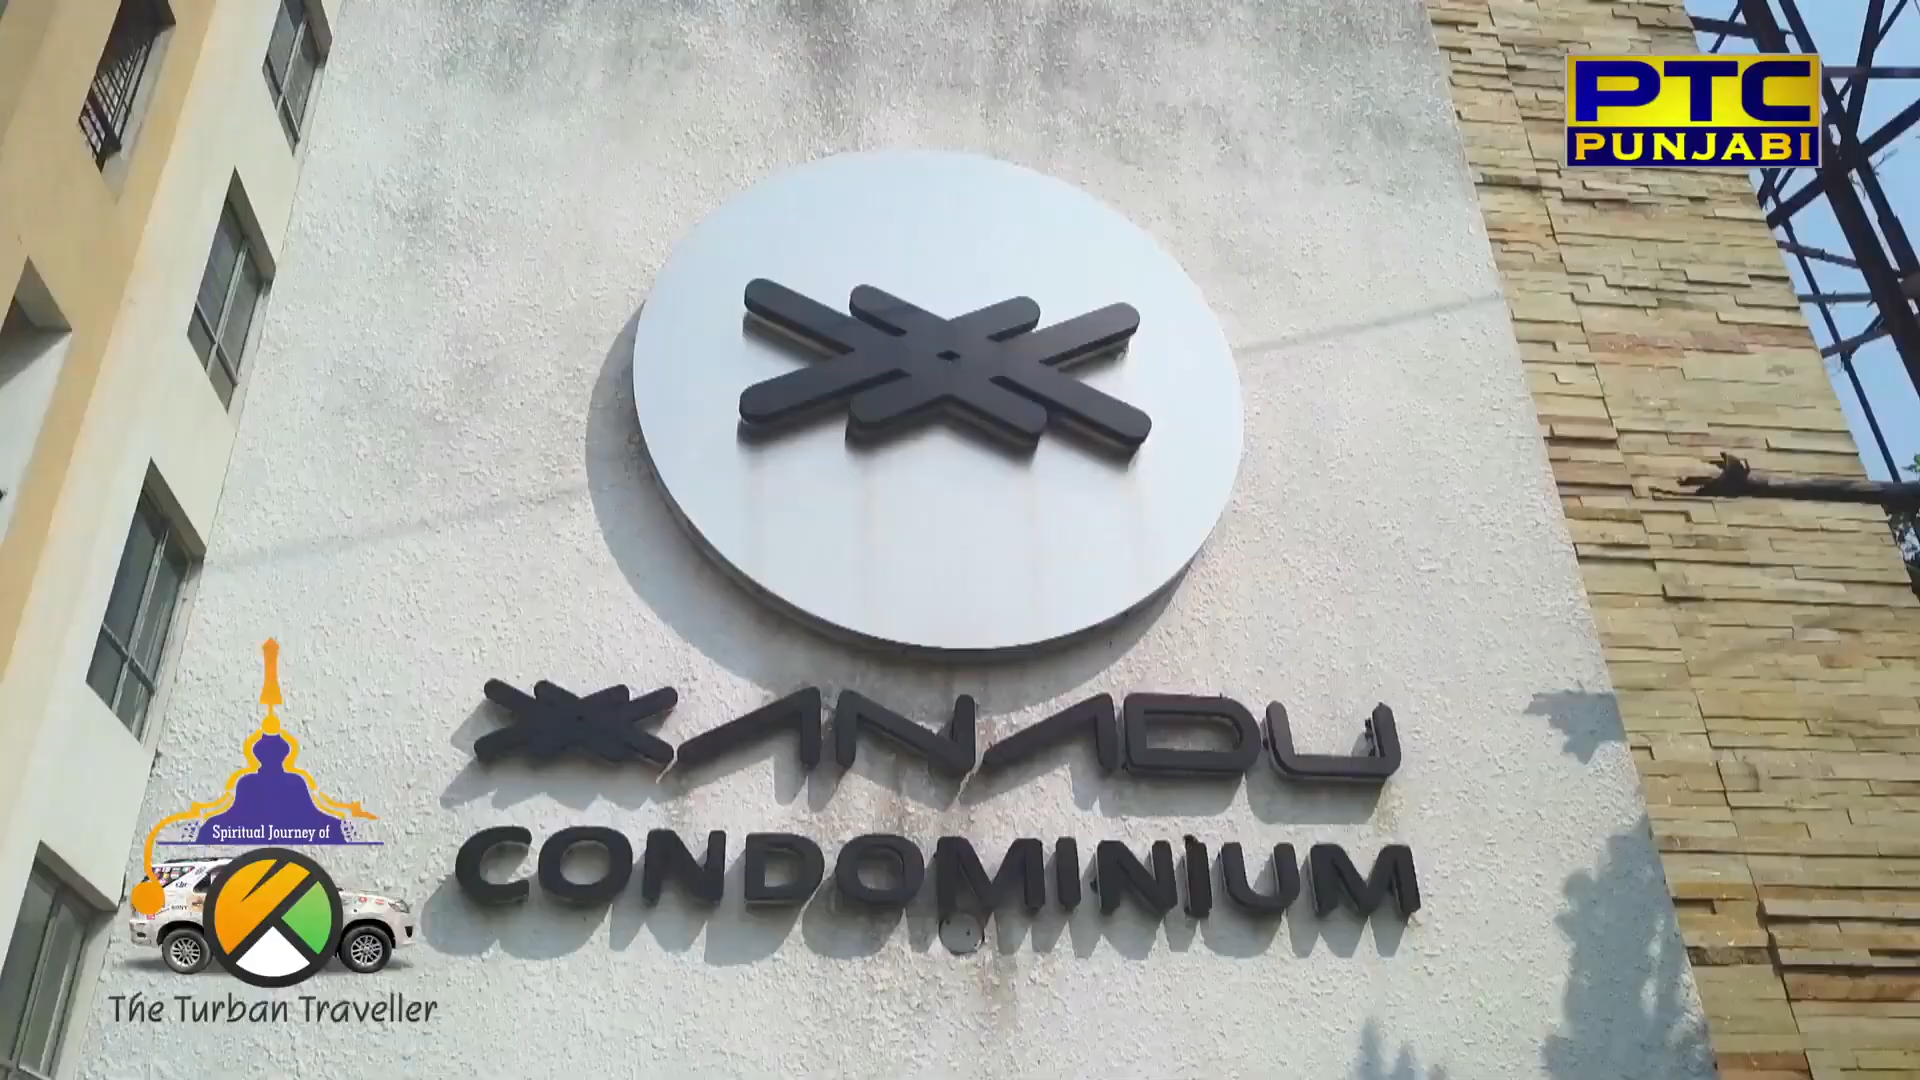 PTC
PUNJABI
XANADU
CONDOMINIUM
Spiritual Journey of
The Turban Traveller